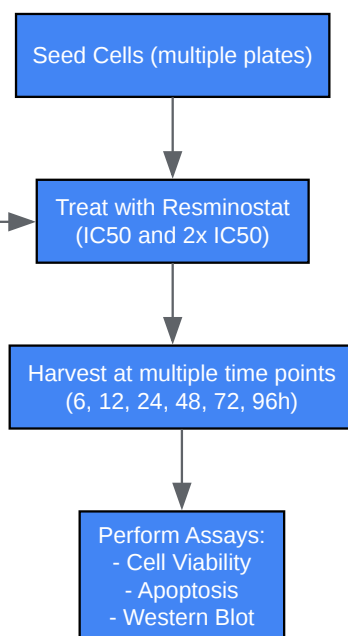 Seed Cells (multiple plates)
Treat with Resminostat
(IC50 and 2x IC50)
Harvest at multiple time points
(6, 12, 24, 48, 72, 96h)
Perform Assays:
- Cell Viability
- Apoptosis
- Western Blot